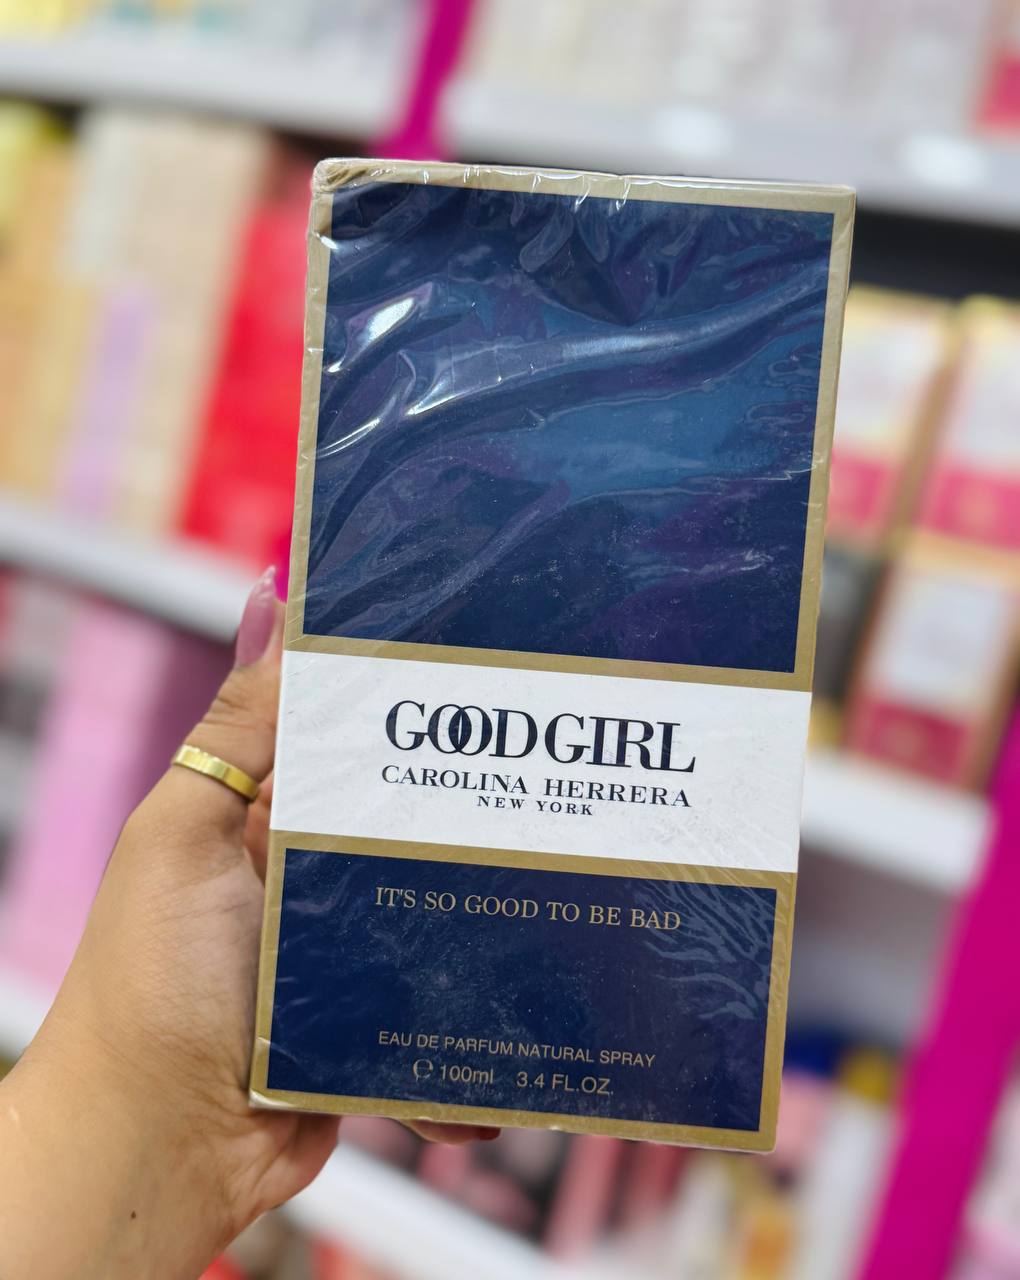 GOOD GIRL
CAROLINA HERRERA
NEW YORK
IT'S SO GOOD TO BE BAD
EAU DE PARFUM NATURAL SPRAY
℮ 100ml 3.4 FL.OZ.